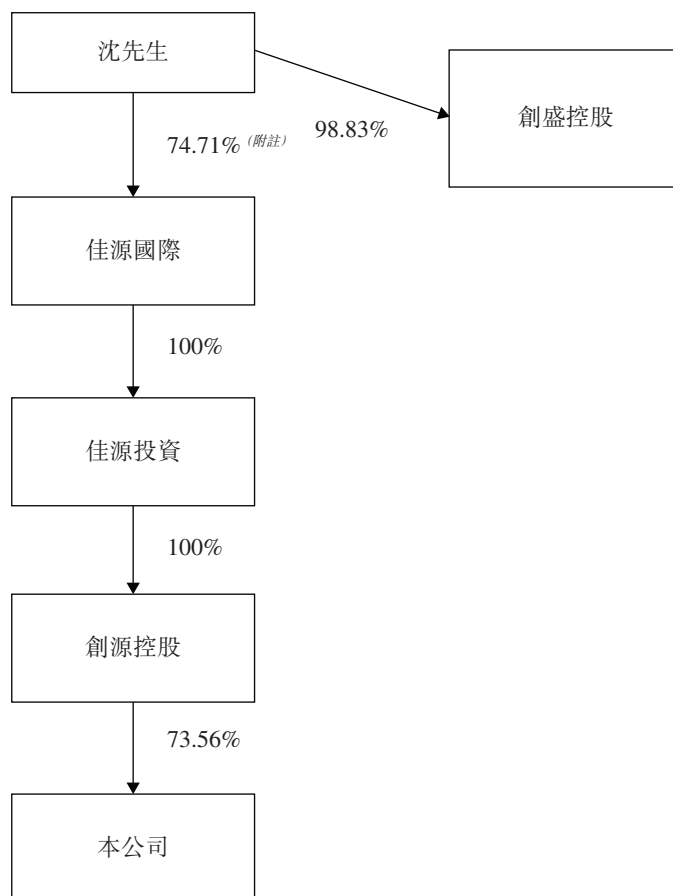 沈先生
創盛控股
74.71% (附註)
98.83%
佳源國際
100%
佳源投資
100%
創源控股
73.56%
本公司